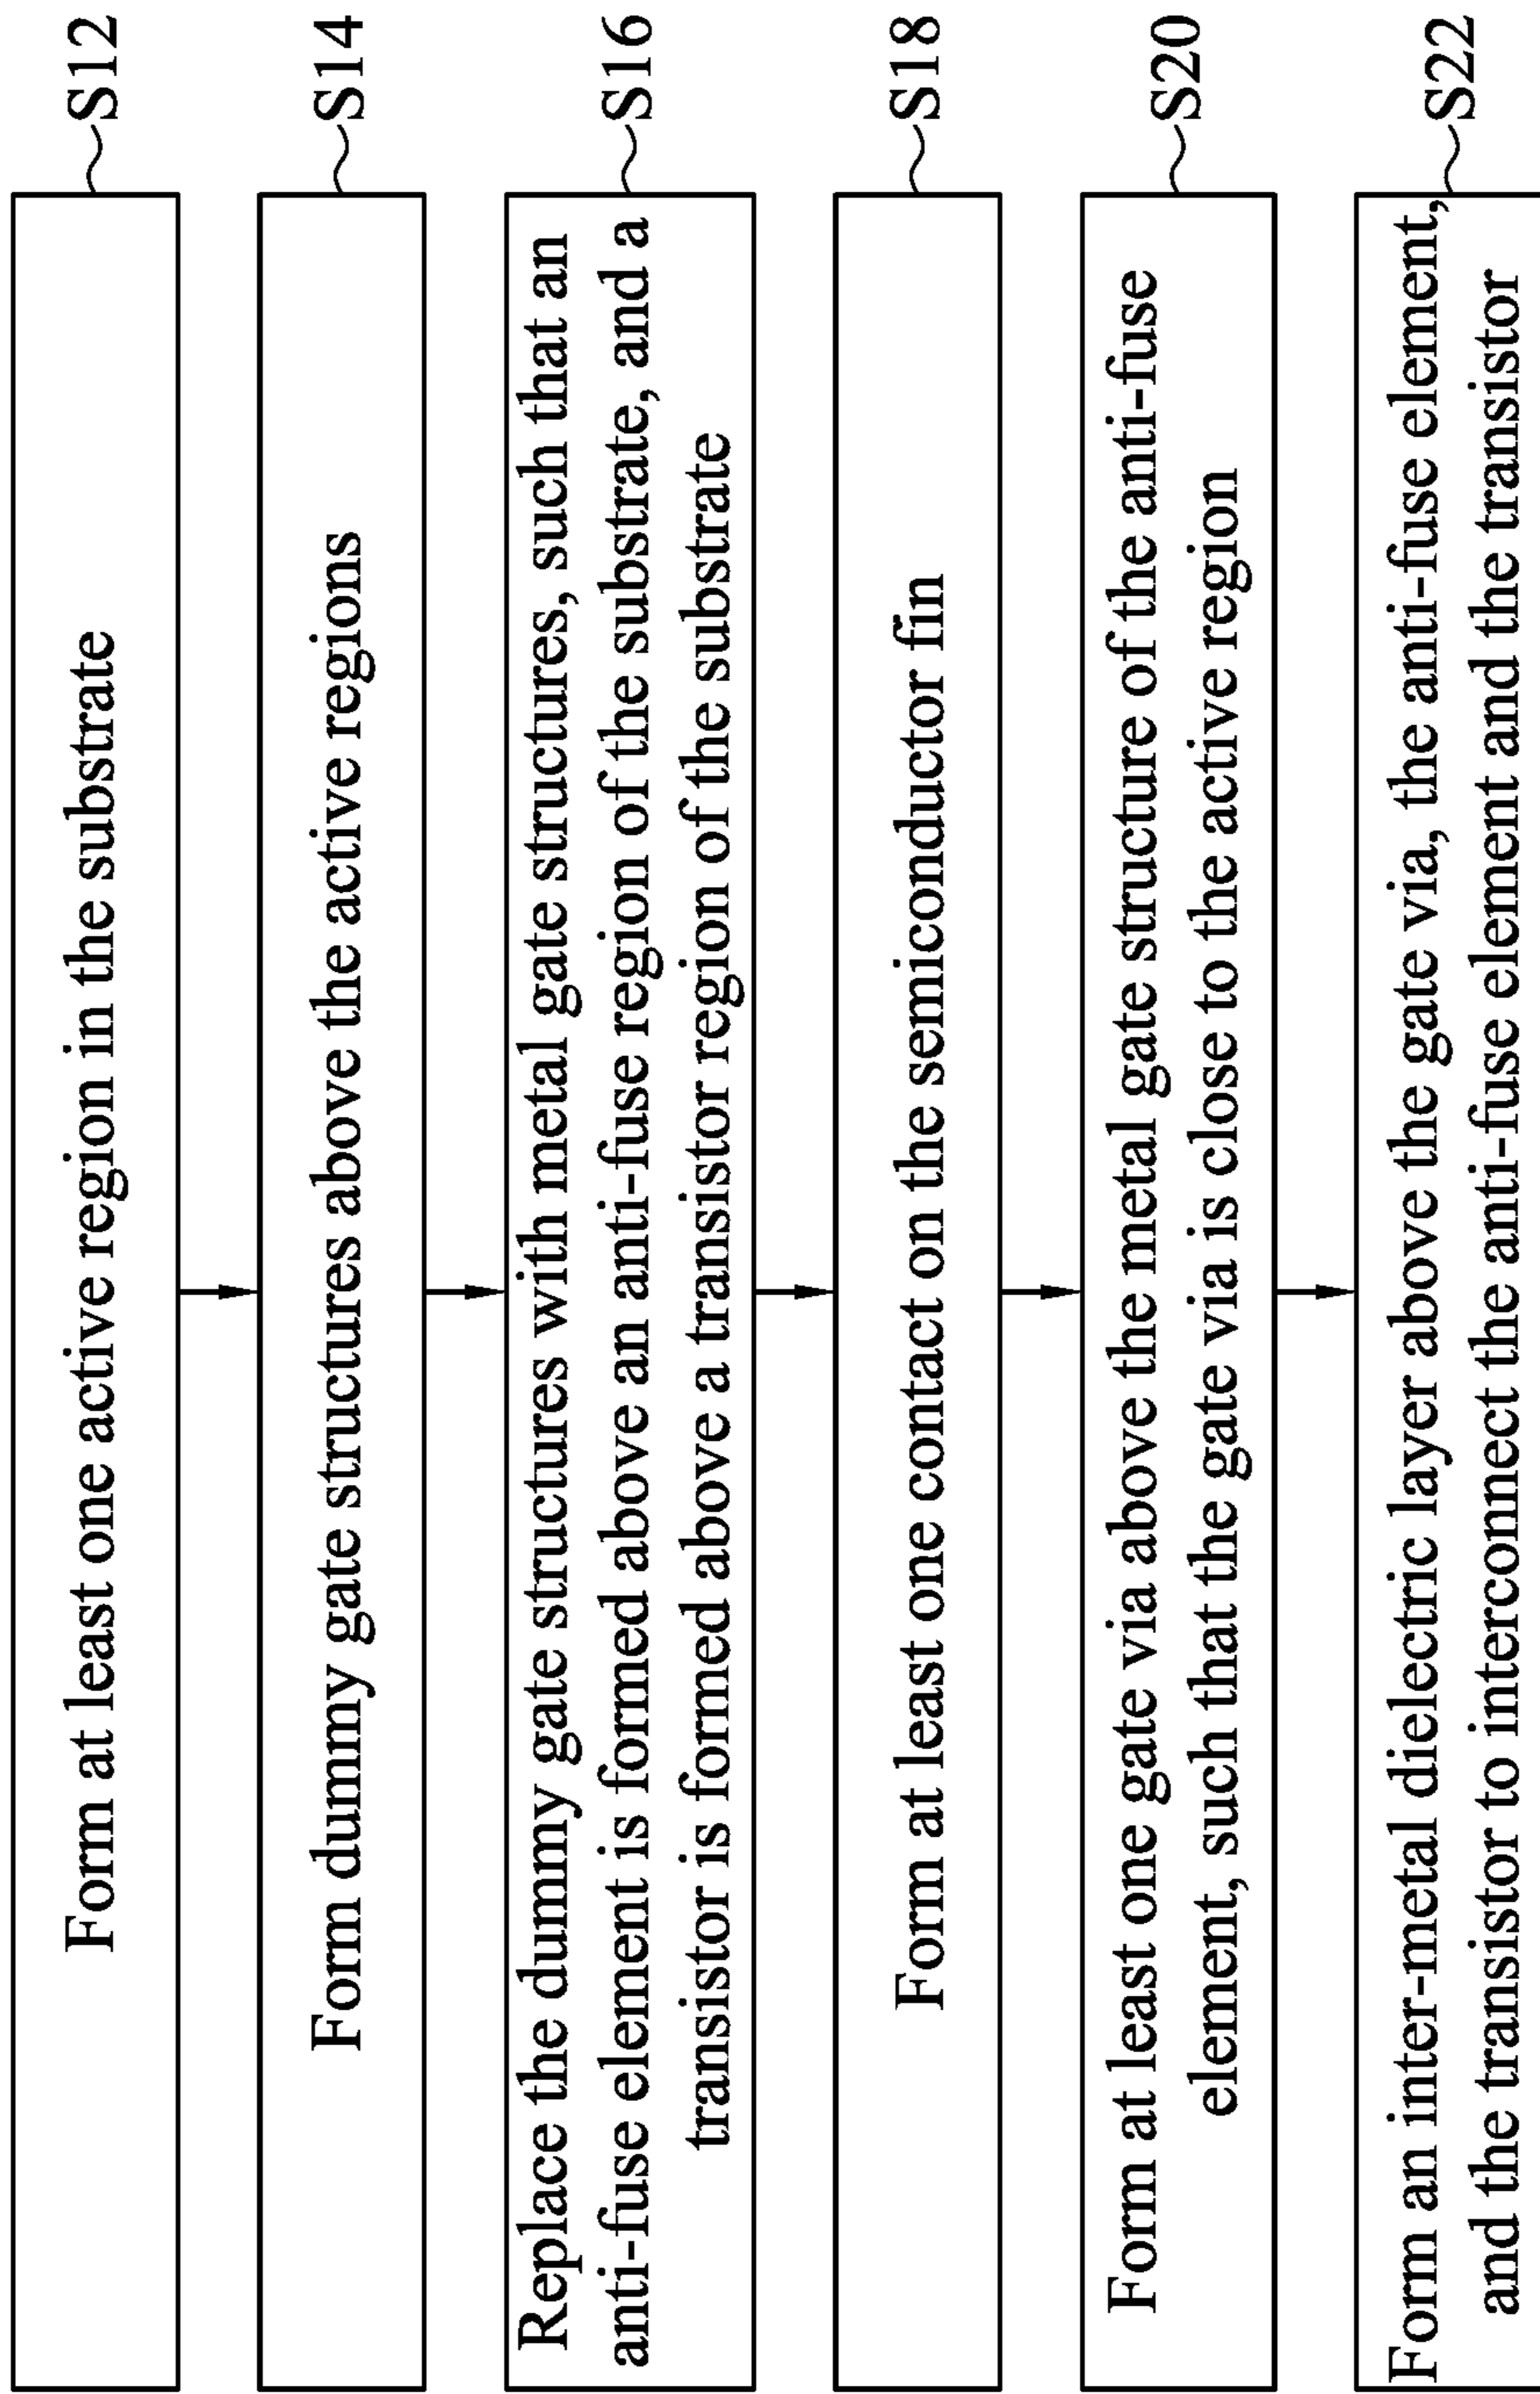 Form at least one active region in the substrate
S12
Form dummy gate structures above the active regions
S14
Replace the dummy gate structures with metal gate structures, such that an
anti-fuse element is formed above an anti-fuse region of the substrate, and a
transistor is formed above a transistor region of the substrate
S16
Form at least one contact on the semiconductor fin
S18
Form at least one gate via above the metal gate structure of the anti-fuse
element, such that the gate via is close to the active region
S20
Form an inter-metal dielectric layer above the gate via, the anti-fuse element,
and the transistor to interconnect the anti-fuse element and the transistor
S22